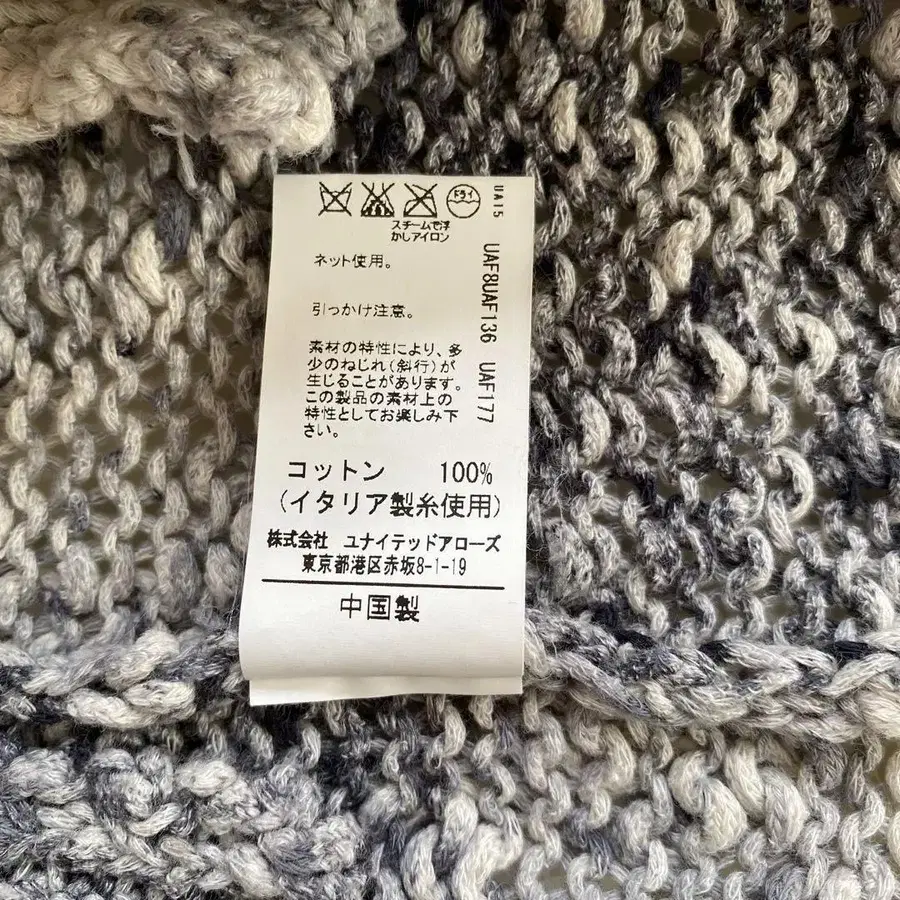 ドライ
スチームで浮
かしアイロン
ネット使用。
引っかけ注意。
素材の特性により、多
少のねじれ(斜行)が
生じることがあります。
この製品の素材上の
特性としてお楽しみ下
さい。
コットン 100%
(イタリア製糸使用)
株式会社 ユナイテッドアローズ
東京都港区赤坂8-1-19
中国製
UA15
UAF8UAF136 UAF177